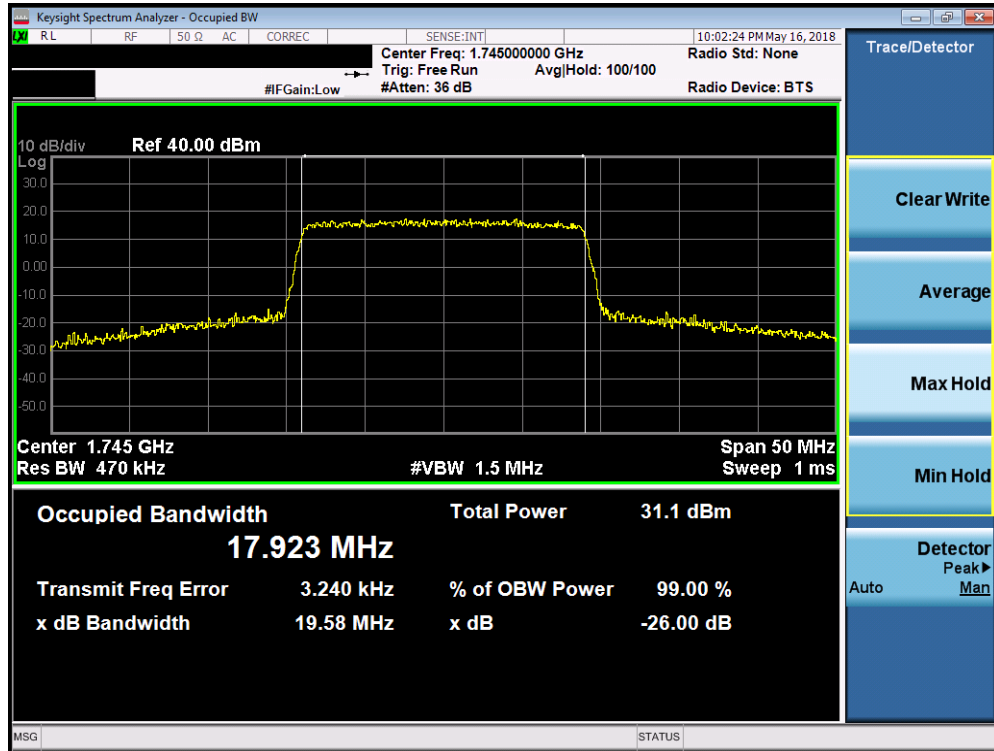 Keysight Spectrum Analyzer - Occupied BW
LXI RL RF 50 Ω AC CORREC SENSE:INT 10:02:24 PM May 16, 2018
Center Freq: 1.745000000 GHz Radio Std: None
Trig: Free Run Avg|Hold: 100/100
#IFGain:Low #Atten: 36 dB Radio Device: BTS
10 dB/div Ref 40.00 dBm
Log
30.0
20.0
10.0
0.00
-10.0
-20.0
-30.0
-40.0
-50.0
Center 1.745 GHz Span 50 MHz
Res BW 470 kHz #VBW 1.5 MHz Sweep 1 ms
Occupied Bandwidth Total Power 31.1 dBm
17.923 MHz
Transmit Freq Error 3.240 kHz % of OBW Power 99.00 %
x dB Bandwidth 19.58 MHz x dB -26.00 dB
MSG STATUS
Trace/Detector
Clear Write
Average
Max Hold
Min Hold
Detector
Peak▶
Auto Man